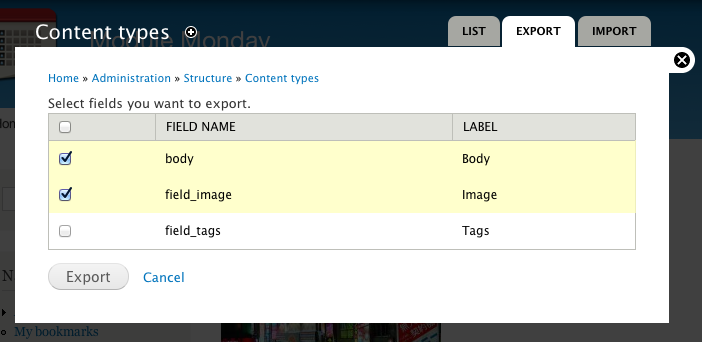 Content types
Module Monday
LIST
EXPORT
IMPORT
Home » Administration » Structure » Content types
Select fields you want to export.
FIELD NAME LABEL
body Body
field_image Image
field_tags Tags
Export Cancel
My bookmarks